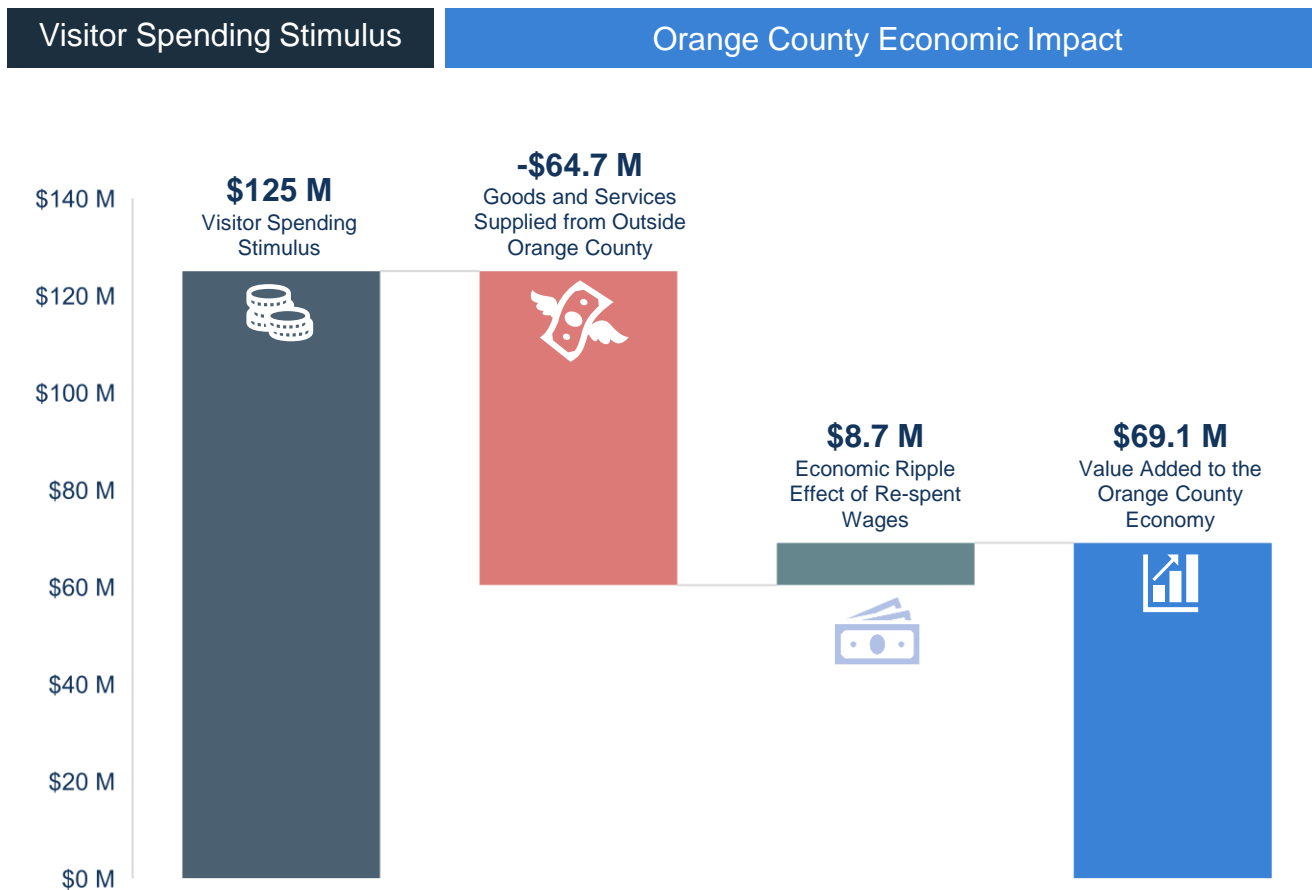 Visitor Spending Stimulus
Orange County Economic Impact
$140 M
$120 M
$100 M
$80 M
$60 M
$40 M
$20 M
$0 M
$125 M
Visitor Spending
Stimulus
-$64.7 M
Goods and Services
Supplied from Outside
Orange County
$8.7 M
Economic Ripple
Effect of Re-spent
Wages
$69.1 M
Value Added to the
Orange County
Economy